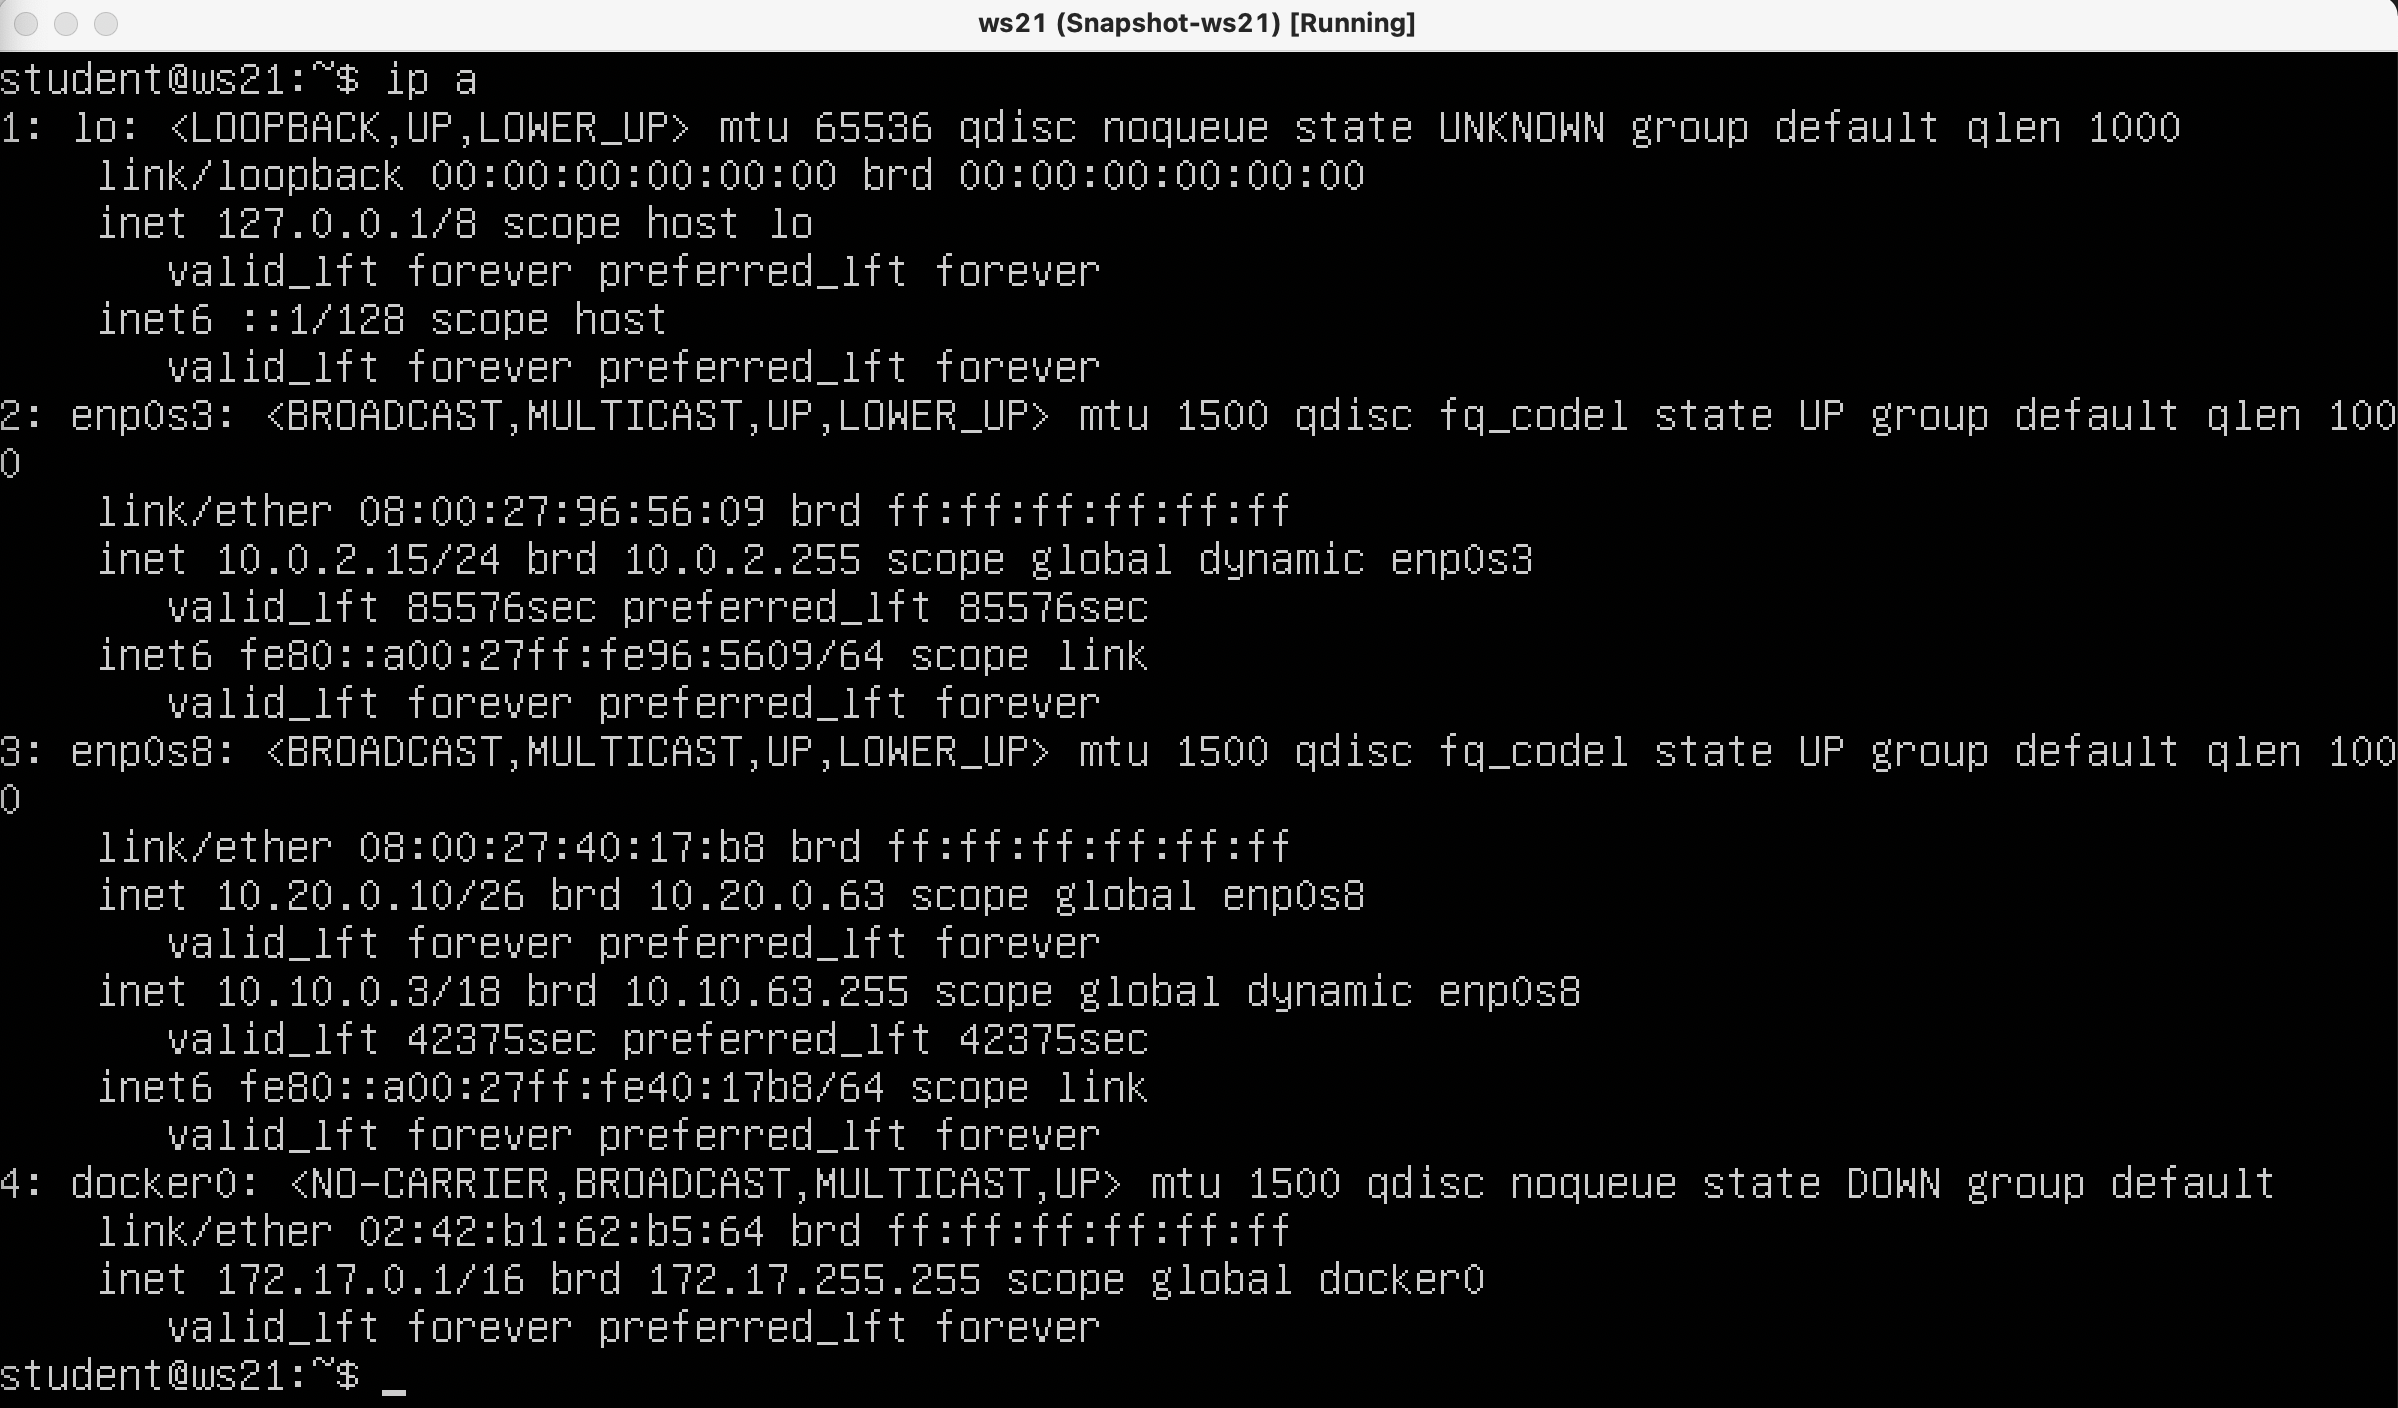 ws21 (Snapshot-ws21) [Running]
student@ws21:~$ ip a
1: lo: <LOOPBACK,UP,LOWER_UP> mtu 65536 qdisc noqueue state UNKNOWN group default qlen 1000
    link/loopback 00:00:00:00:00:00 brd 00:00:00:00:00:00
    inet 127.0.0.1/8 scope host lo
       valid_lft forever preferred_lft forever
    inet6 ::1/128 scope host
       valid_lft forever preferred_lft forever
2: enp0s3: <BROADCAST,MULTICAST,UP,LOWER_UP> mtu 1500 qdisc fq_codel state UP group default qlen 100
0
    link/ether 08:00:27:96:56:09 brd ff:ff:ff:ff:ff:ff
    inet 10.0.2.15/24 brd 10.0.2.255 scope global dynamic enp0s3
       valid_lft 85576sec preferred_lft 85576sec
    inet6 fe80::a00:27ff:fe96:5609/64 scope link
       valid_lft forever preferred_lft forever
3: enp0s8: <BROADCAST,MULTICAST,UP,LOWER_UP> mtu 1500 qdisc fq_codel state UP group default qlen 100
0
    link/ether 08:00:27:40:17:b8 brd ff:ff:ff:ff:ff:ff
    inet 10.20.0.10/26 brd 10.20.0.63 scope global enp0s8
       valid_lft forever preferred_lft forever
    inet 10.10.0.3/18 brd 10.10.63.255 scope global dynamic enp0s8
       valid_lft 42375sec preferred_lft 42375sec
    inet6 fe80::a00:27ff:fe40:17b8/64 scope link
       valid_lft forever preferred_lft forever
4: docker0: <NO-CARRIER,BROADCAST,MULTICAST,UP> mtu 1500 qdisc noqueue state DOWN group default
    link/ether 02:42:b1:62:b5:64 brd ff:ff:ff:ff:ff:ff
    inet 172.17.0.1/16 brd 172.17.255.255 scope global docker0
       valid_lft forever preferred_lft forever
student@ws21:~$ _